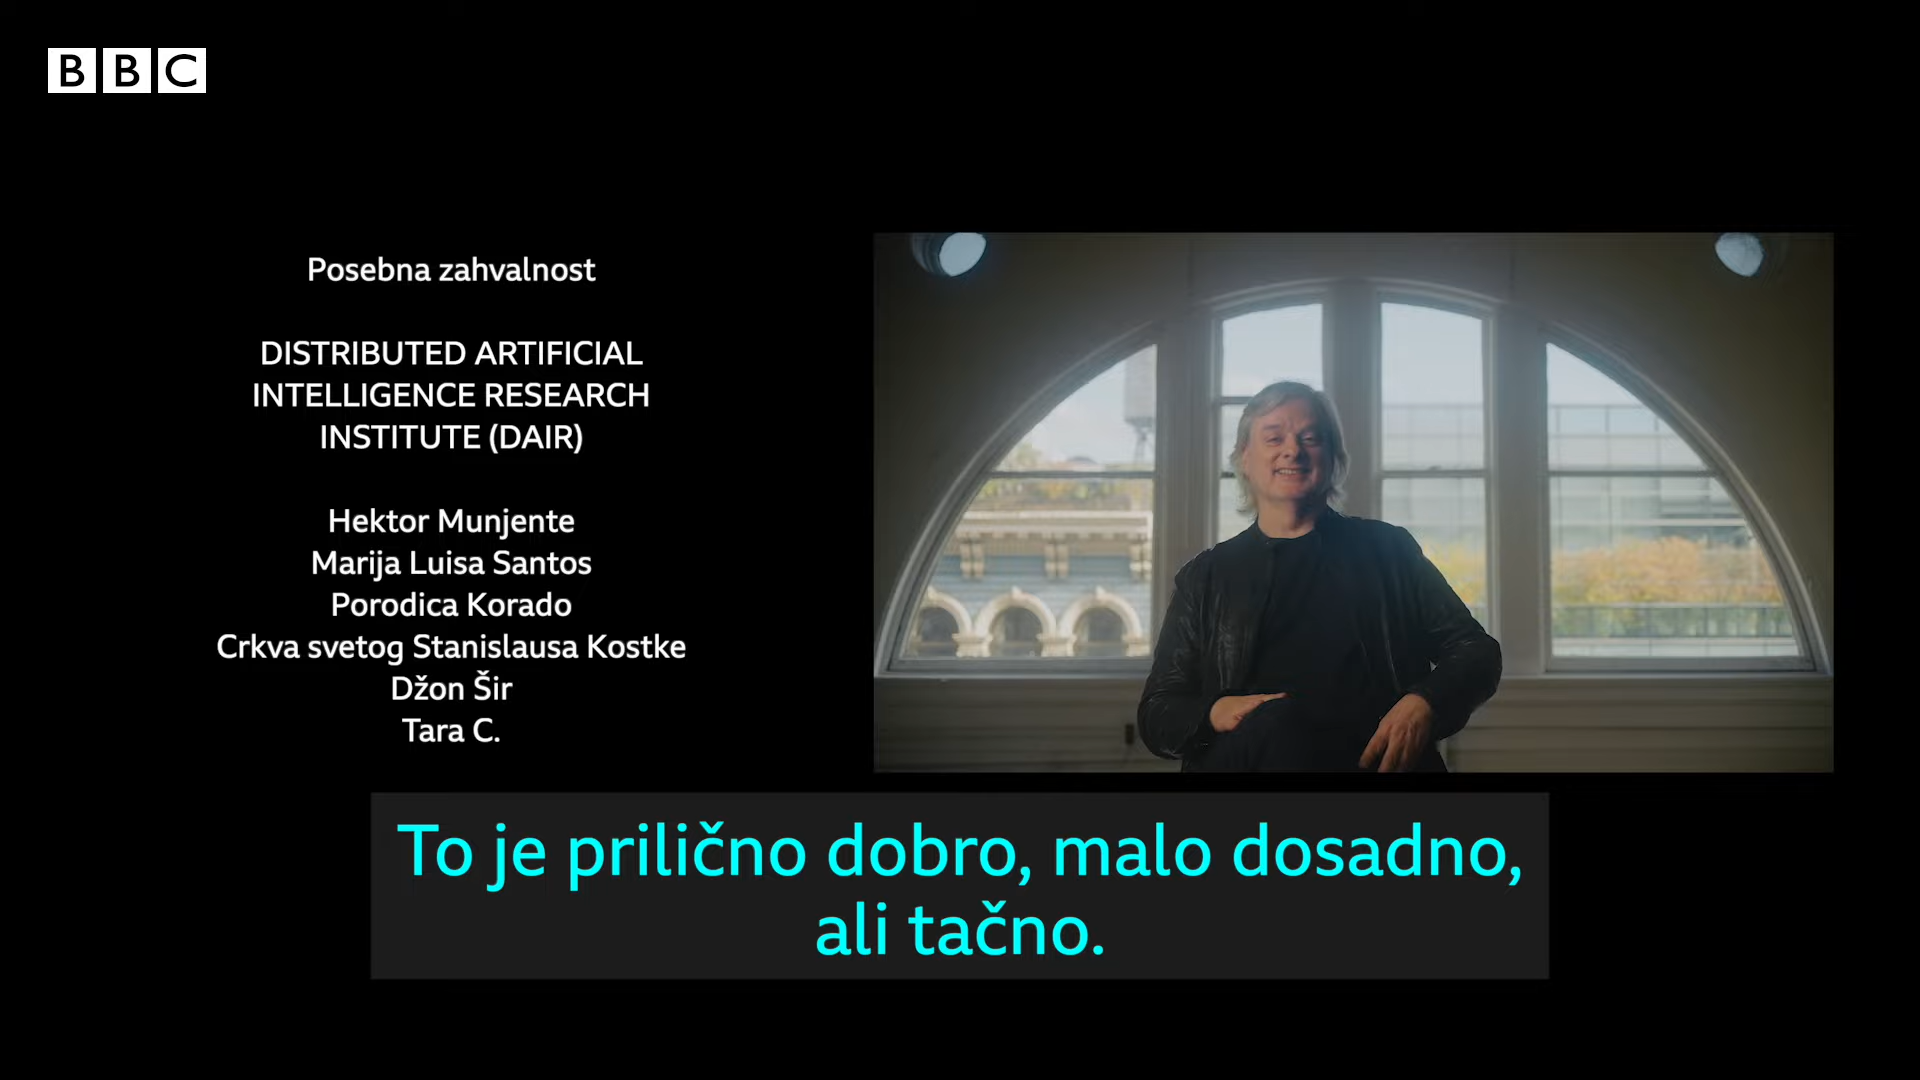 BBC
Posebna zahvalnost
DISTRIBUTED ARTIFICIAL
INTELLIGENCE RESEARCH
INSTITUTE (DAIR)
Hektor Munjente
Marija Luisa Santos
Porodica Korado
Crkva svetog Stanislausa Kostke
Džon Šir
Tara C.
To je prilično dobro, malo dosadno,
ali tačno.